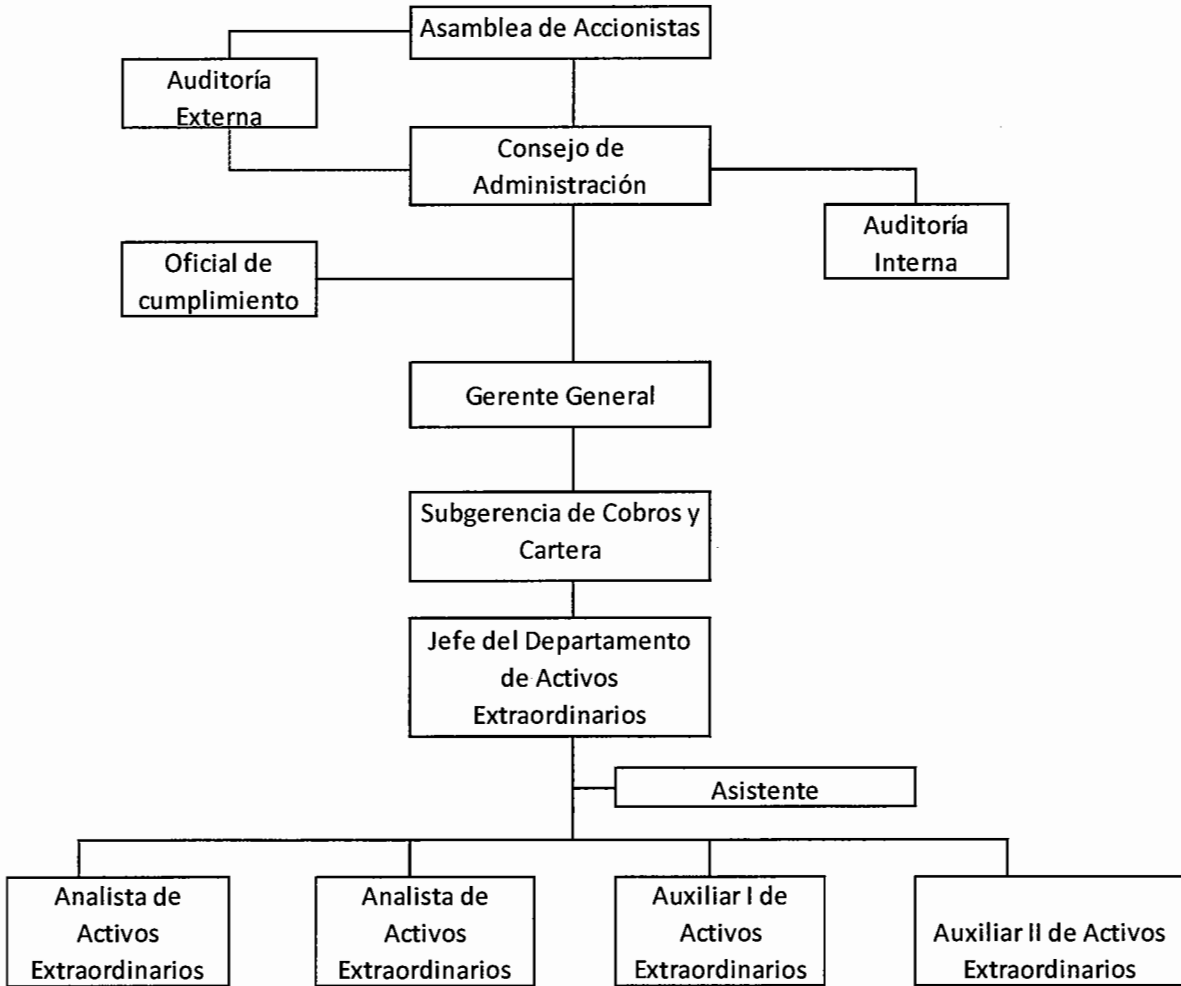 Asamblea de Accionistas
Auditoría
Externa
Consejo de
Administración
Auditoría
Interna
Oficial de
cumplimiento
Gerente General
Subgerencia de Cobros y
Cartera
Jefe del Departamento
de Activos
Extraordinarios
Asistente
Analista de
Activos
Extraordinarios
Analista de
Activos
Extraordinarios
Auxiliar I de
Activos
Extraordinarios
Auxiliar II de Activos
Extraordinarios